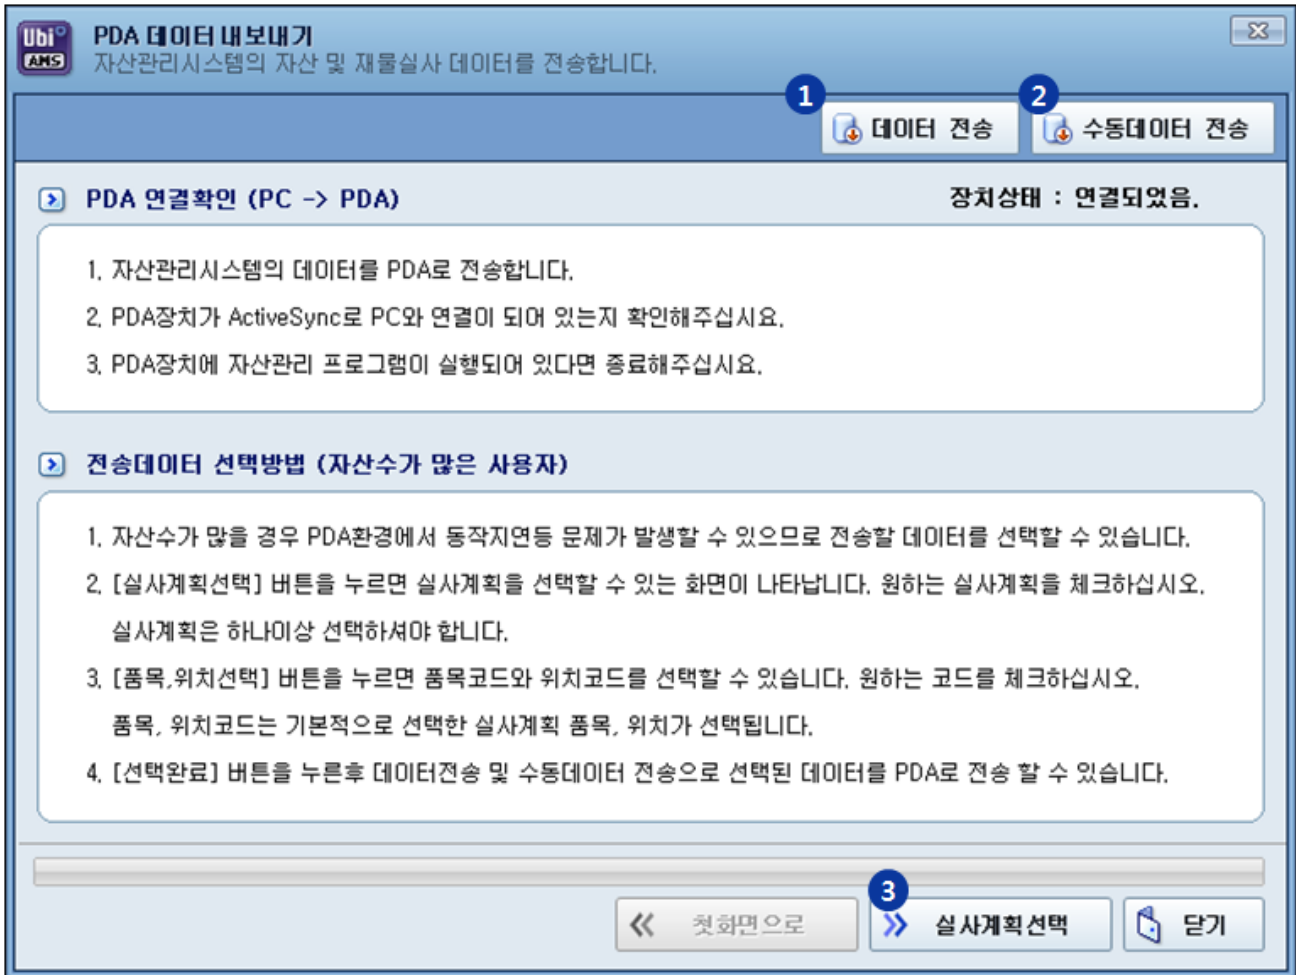 Ubi
AMS
PDA 데이터 내보내기
자산관리시스템의 자산 및 재물실사 데이터를 전송합니다.
1
데이터 전송
2
수동데이터 전송
PDA 연결확인 (PC -> PDA)
장치상태 : 연결되었음.
1. 자산관리시스템의 데이터를 PDA로 전송합니다.
2. PDA장치가 ActiveSync로 PC와 연결이 되어 있는지 확인해주십시요.
3. PDA장치에 자산관리 프로그램이 실행되어 있다면 종료해주십시요.
전송데이터 선택방법 (자산수가 많은 사용자)
1. 자산수가 많을 경우 PDA환경에서 동작지연등 문제가 발생할 수 있으므로 전송할 데이터를 선택할 수 있습니다.
2. [실사계획선택] 버튼을 누르면 실사계획을 선택할 수 있는 화면이 나타납니다. 원하는 실사계획을 체크하십시오.
실사계획은 하나이상 선택하셔야 합니다.
3. [품목,위치선택] 버튼을 누르면 품목코드와 위치코드를 선택할 수 있습니다. 원하는 코드를 체크하십시오.
품목, 위치코드는 기본적으로 선택한 실사계획 품목, 위치가 선택됩니다.
4. [선택완료] 버튼을 누른후 데이터전송 및 수동데이터 전송으로 선택된 데이터를 PDA로 전송 할 수 있습니다.
첫화면으로
3
실사계획선택
닫기